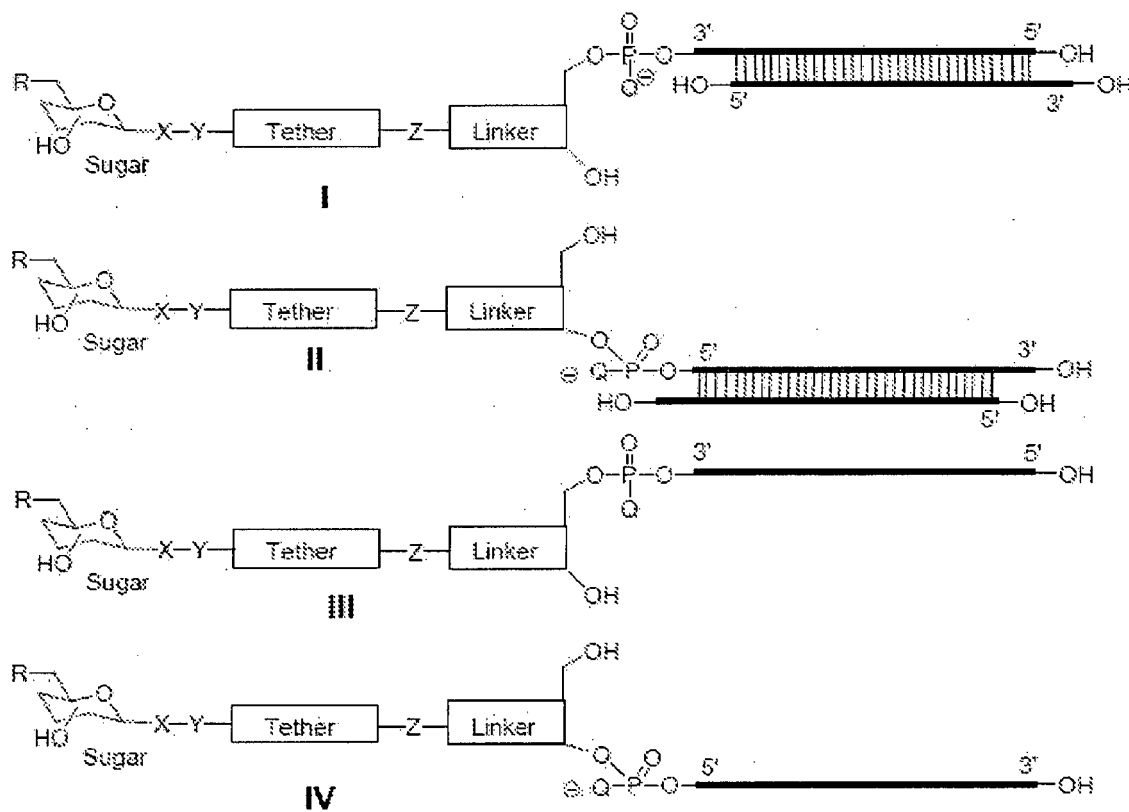 O 3' 5'
O P O OH
Q ⊖ HO 5' 3' OH
R O
HO X Y Tether Z Linker
Sugar OH
I
OH
R O
HO X Y Tether Z Linker
Sugar O O
II ⊖ Q P O 5' 3' OH
HO 5' OH
O 3' 5'
O P O OH
Q
R O
HO X Y Tether Z Linker
Sugar OH
III
OH
R O
HO X Y Tether Z Linker
Sugar O O
IV ⊖ Q P O 5' 3' OH